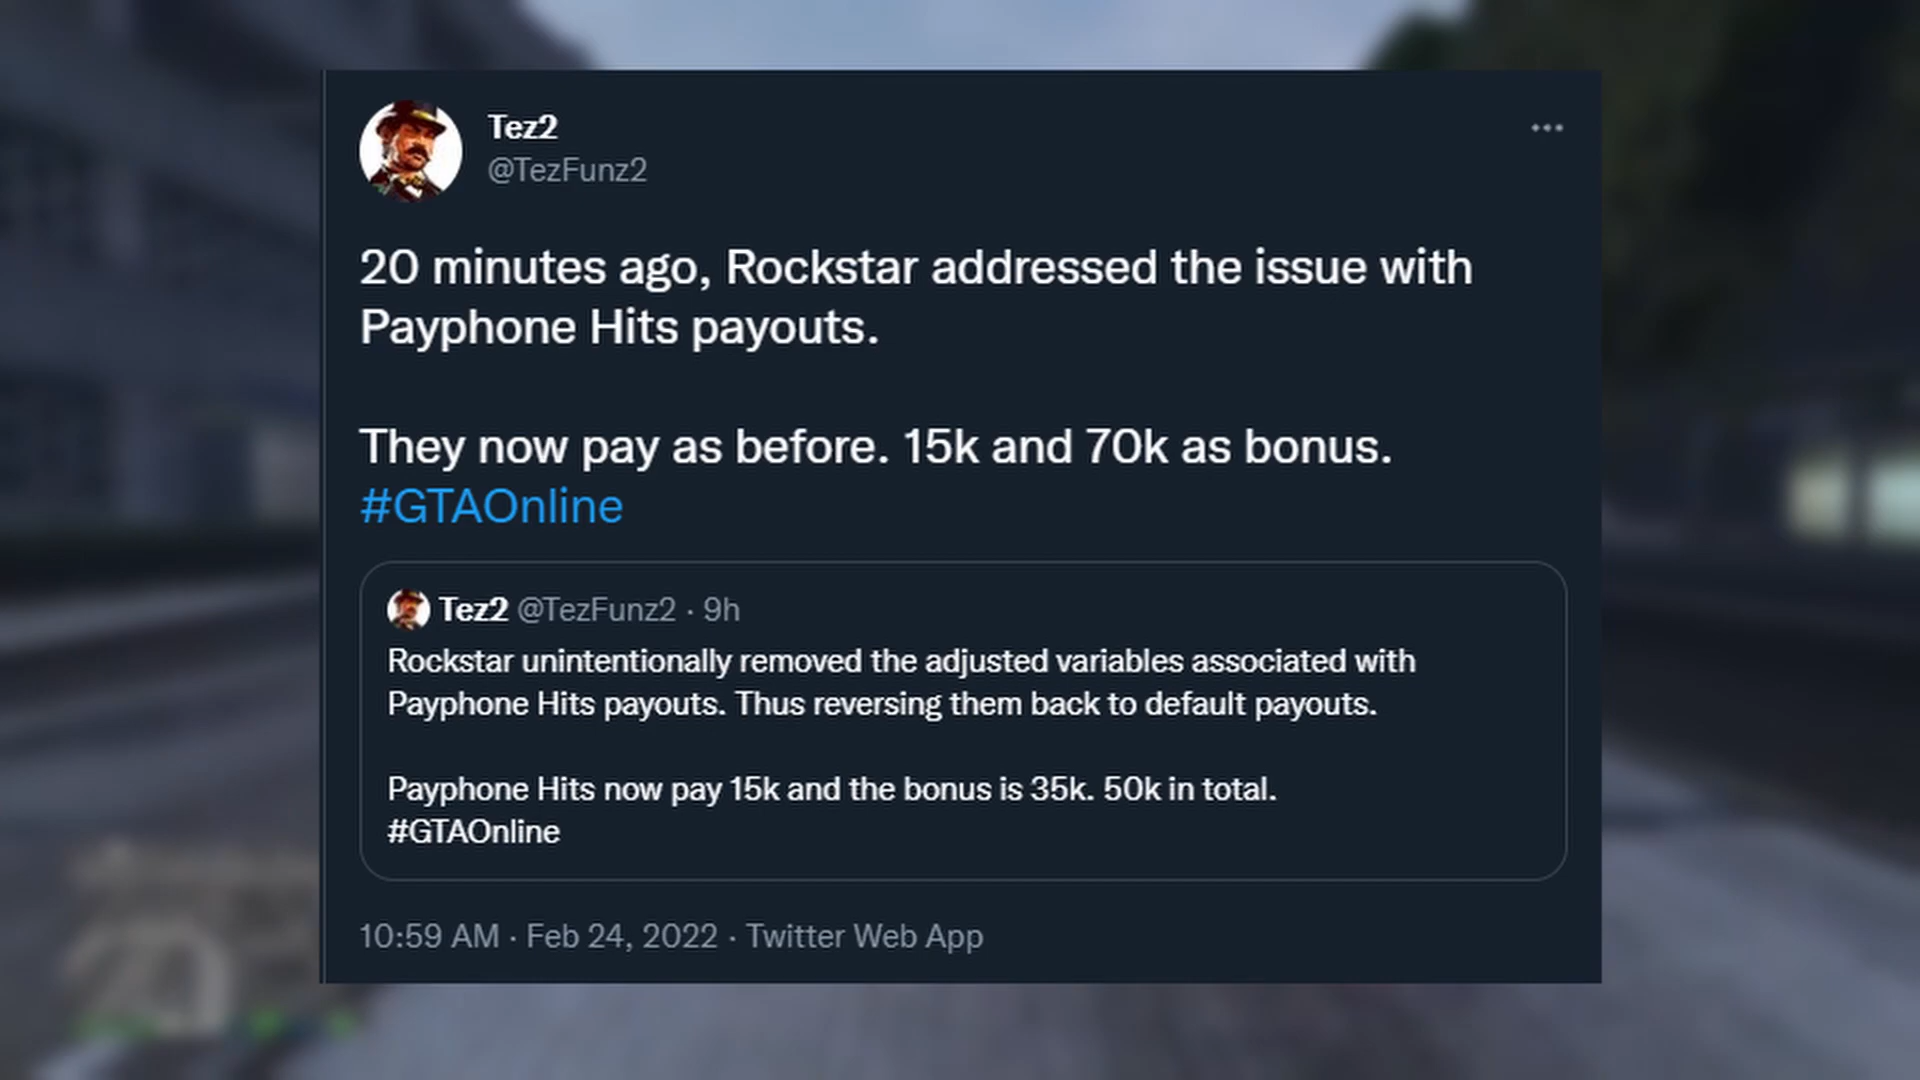 Tez2
@TezFunz2
20 minutes ago, Rockstar addressed the issue with
Payphone Hits payouts.
They now pay as before. 15k and 70k as bonus.
#GTAOnline
Tez2 @TezFunz2 · 9h
Rockstar unintentionally removed the adjusted variables associated with
Payphone Hits payouts. Thus reversing them back to default payouts.
Payphone Hits now pay 15k and the bonus is 35k. 50k in total.
#GTAOnline
10:59 AM · Feb 24, 2022 · Twitter Web App